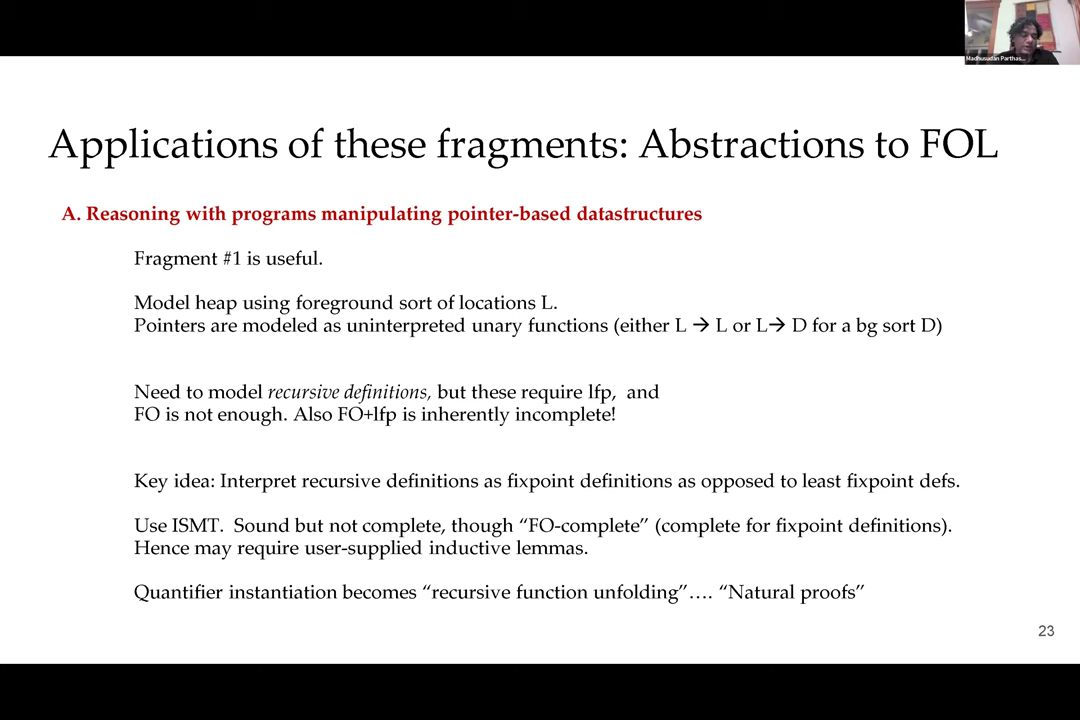 Madhusudan Parthas...
Applications of these fragments: Abstractions to FOL
A. Reasoning with programs manipulating pointer-based datastructures
Fragment #1 is useful.
Model heap using foreground sort of locations L.
Pointers are modeled as uninterpreted unary functions (either L → L or L→ D for a bg sort D)
Need to model recursive definitions, but these require lfp, and
FO is not enough. Also FO+lfp is inherently incomplete!
Key idea: Interpret recursive definitions as fixpoint definitions as opposed to least fixpoint defs.
Use ISMT. Sound but not complete, though “FO-complete” (complete for fixpoint definitions).
Hence may require user-supplied inductive lemmas.
Quantifier instantiation becomes “recursive function unfolding”…. “Natural proofs”
23